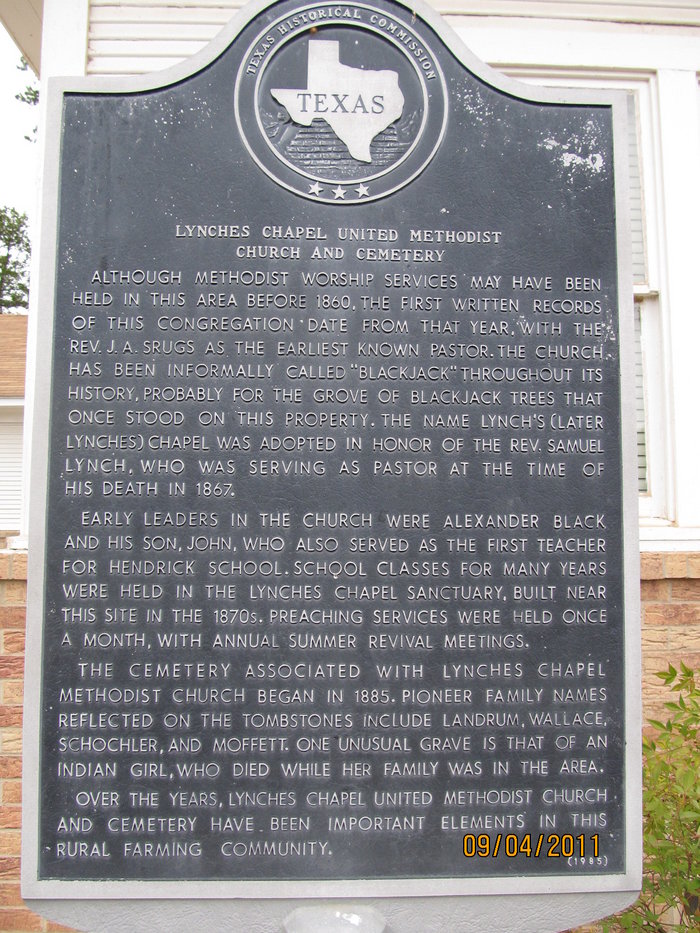 TEXAS HISTORICAL COMMISSION
TEXAS
LYNCHES CHAPEL UNITED METHODIST
CHURCH AND CEMETERY
ALTHOUGH METHODIST WORSHIP SERVICES MAY HAVE BEEN
HELD IN THIS AREA BEFORE 1860, THE FIRST WRITTEN RECORDS
OF THIS CONGREGATION DATE FROM THAT YEAR, WITH THE
REV. J. A. SRUGS AS THE EARLIEST KNOWN PASTOR. THE CHURCH
HAS BEEN INFORMALLY CALLED "BLACKJACK" THROUGHOUT ITS
HISTORY, PROBABLY FOR THE GROVE OF BLACKJACK TREES THAT
ONCE STOOD ON THIS PROPERTY. THE NAME LYNCH'S (LATER
LYNCHES) CHAPEL WAS ADOPTED IN HONOR OF THE REV. SAMUEL
LYNCH, WHO WAS SERVING AS PASTOR AT THE TIME OF
HIS DEATH IN 1867.
EARLY LEADERS IN THE CHURCH WERE ALEXANDER BLACK
AND HIS SON, JOHN, WHO ALSO SERVED AS THE FIRST TEACHER
FOR HENDRICK SCHOOL. SCHOOL CLASSES FOR MANY YEARS
WERE HELD IN THE LYNCHES CHAPEL SANCTUARY, BUILT NEAR
THIS SITE IN THE 1870s. PREACHING SERVICES WERE HELD ONCE
A MONTH, WITH ANNUAL SUMMER REVIVAL MEETINGS.
THE CEMETERY ASSOCIATED WITH LYNCHES CHAPEL
METHODIST CHURCH BEGAN IN 1885. PIONEER FAMILY NAMES
REFLECTED ON THE TOMBSTONES INCLUDE LANDRUM, WALLACE,
SCHOCHLER, AND MOFFETT. ONE UNUSUAL GRAVE IS THAT OF AN
INDIAN GIRL, WHO DIED WHILE HER FAMILY WAS IN THE AREA.
OVER THE YEARS, LYNCHES CHAPEL UNITED METHODIST CHURCH
AND CEMETERY HAVE BEEN IMPORTANT ELEMENTS IN THIS
RURAL FARMING COMMUNITY.
09/04/2011
(1985)